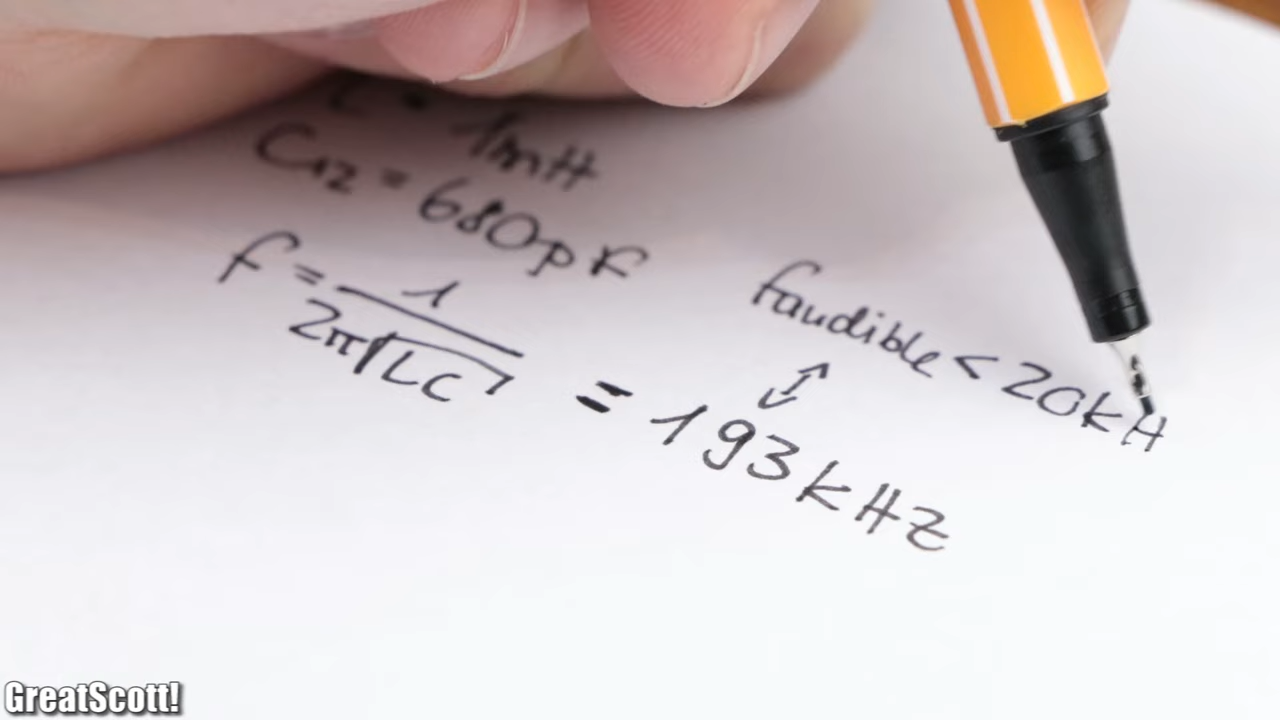 L =
1mH
C12 = 680pF
f = 1
2π√LC
= 193kHz
faudible < 20kH
GreatScott!